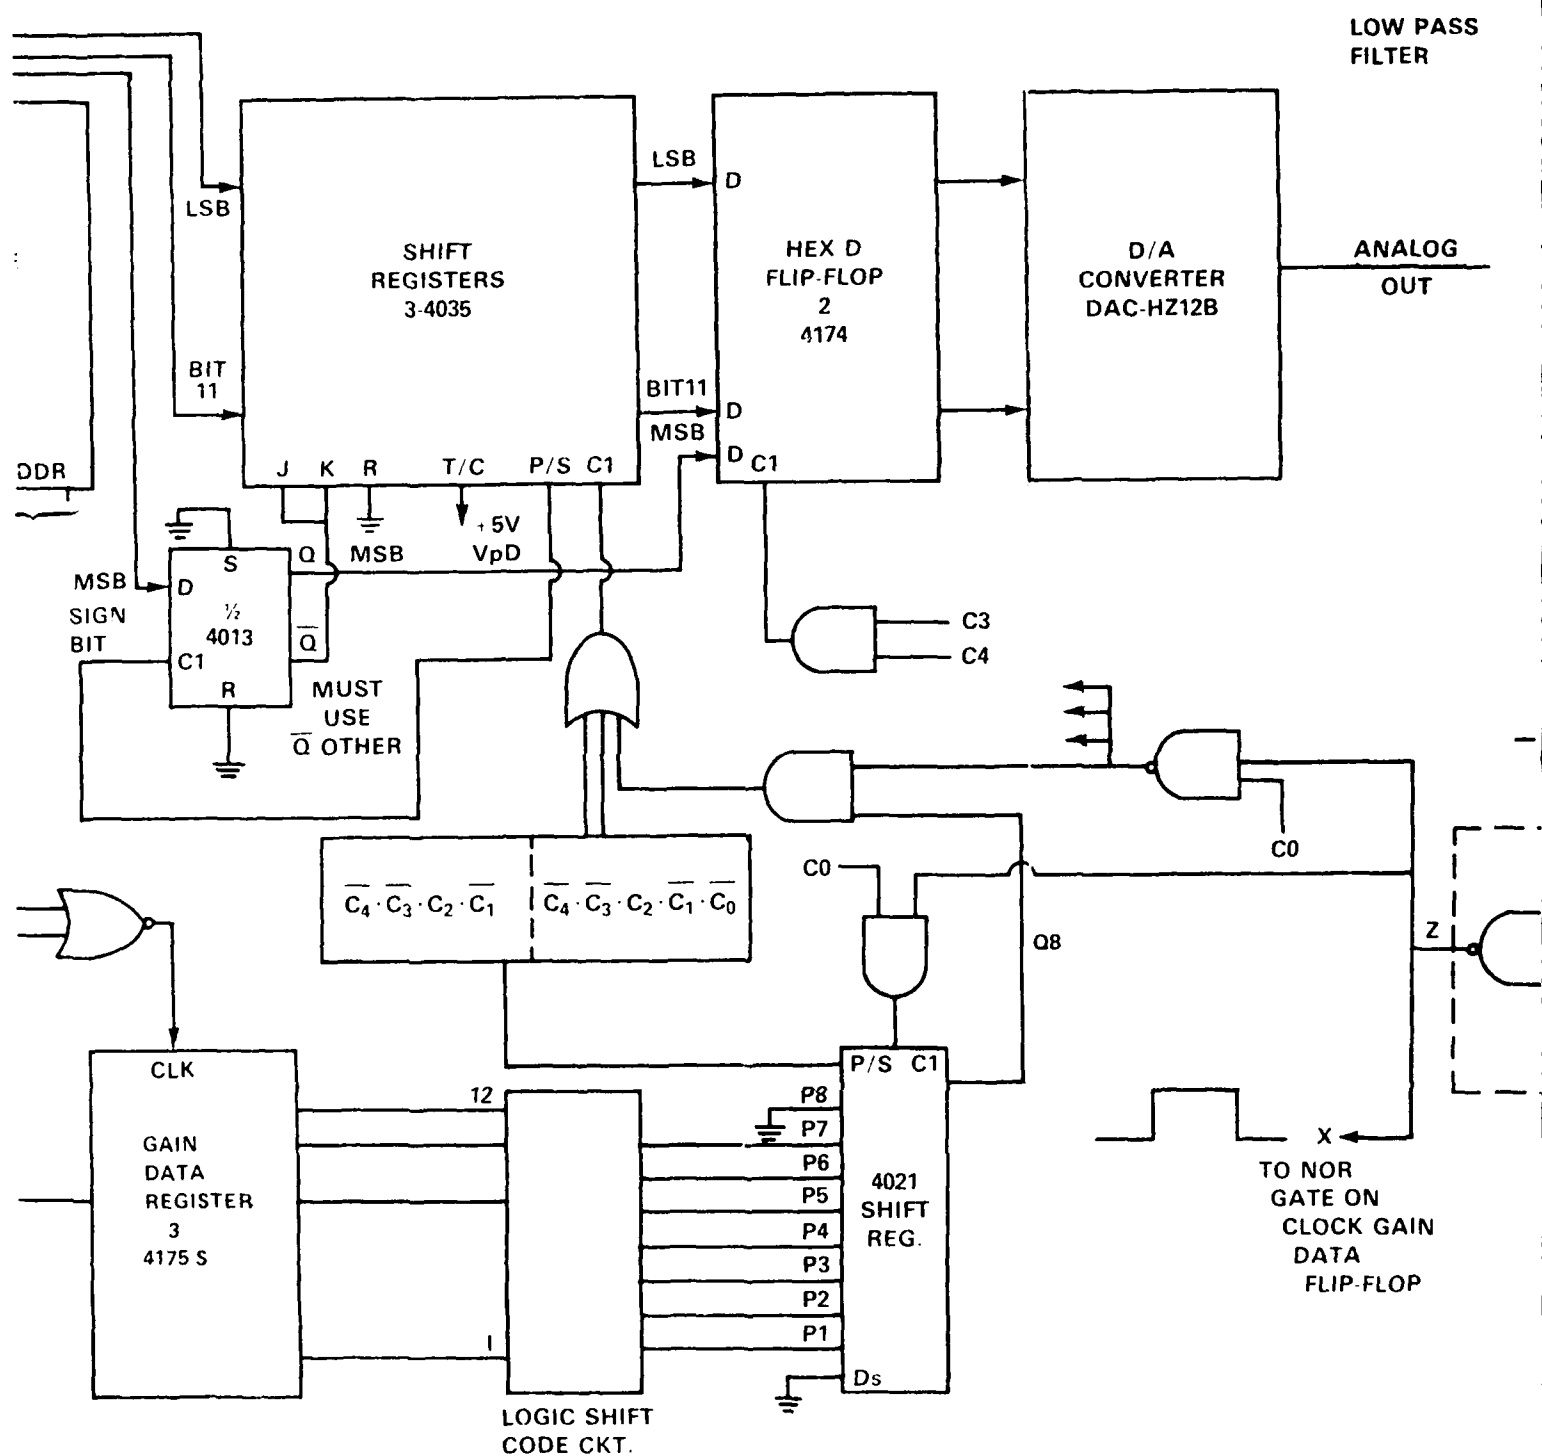 LOW PASS
FILTER
LSB
LSB
D
SHIFT
REGISTERS
3-4035
HEX D
FLIP-FLOP
2
4174
D/A
CONVERTER
DAC-HZ12B
ANALOG
OUT
BIT
11
BIT11
D
MSB
D
C1
DDR
J
K
R
T/C
P/S
C1
+5V
VpD
S
Q
MSB
MSB
D
SIGN
BIT
½
4013
Q̅
C1
R
MUST
USE
Q̅ OTHER
C3
C4
C0
C0
C̅4·C̅3·C2·C̅1
C̅4·C̅3·C2·C̅1·C̅0
Q8
Z
CLK
P/S
C1
12
P8
P7
P6
P5
P4
P3
P2
P1
GAIN
DATA
REGISTER
3
4175 S
4021
SHIFT
REG.
X
TO NOR
GATE ON
CLOCK GAIN
DATA
FLIP-FLOP
1
Ds
LOGIC SHIFT
CODE CKT.